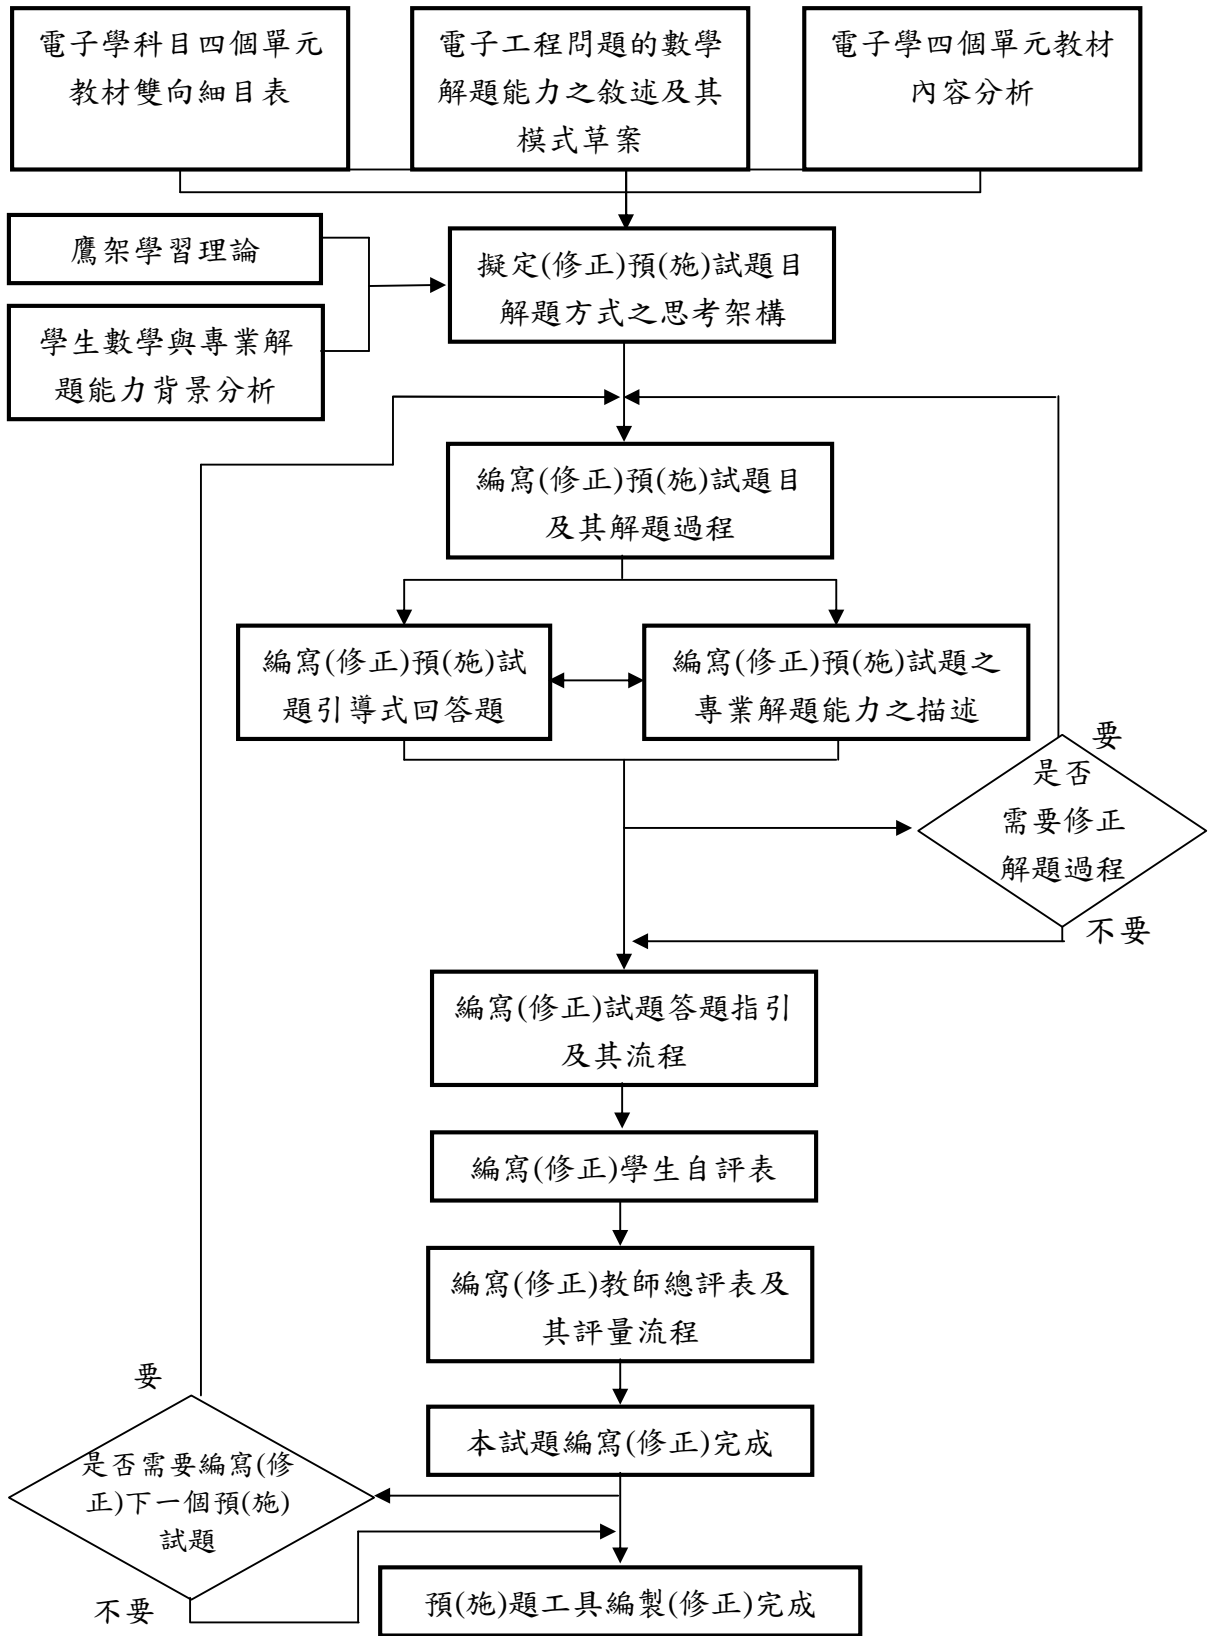 電子學科目四個單元
教材雙向細目表
電子工程問題的數學
解題能力之敘述及其
模式草案
電子學四個單元教材
內容分析
鷹架學習理論
學生數學與專業解
題能力背景分析
擬定(修正)預(施)試題目
解題方式之思考架構
編寫(修正)預(施)試題目
及其解題過程
編寫(修正)預(施)試
題引導式回答題
編寫(修正)預(施)試題之
專業解題能力之描述
要
是否
需要修正
解題過程
不要
編寫(修正)試題答題指引
及其流程
編寫(修正)學生自評表
編寫(修正)教師總評表及
其評量流程
要
本試題編寫(修正)完成
是否需要編寫(修
正)下一個預(施)
試題
不要
預(施)題工具編製(修正)完成